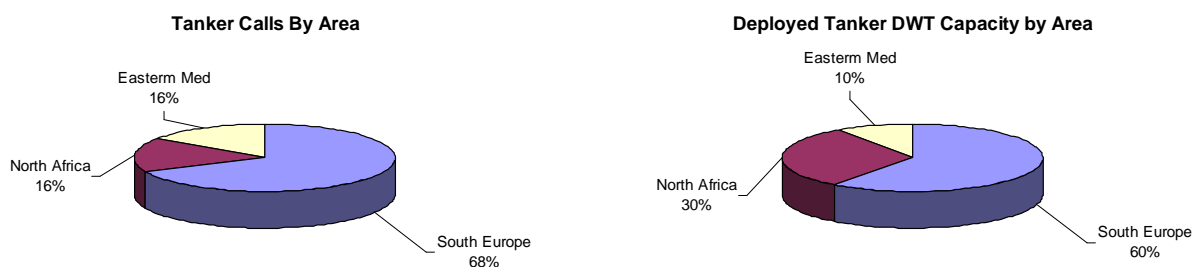 Tanker Calls By Area
Easterm Med
16%
North Africa
16%
South Europe
68%
Deployed Tanker DWT Capacity by Area
Easterm Med
10%
North Africa
30%
South Europe
60%